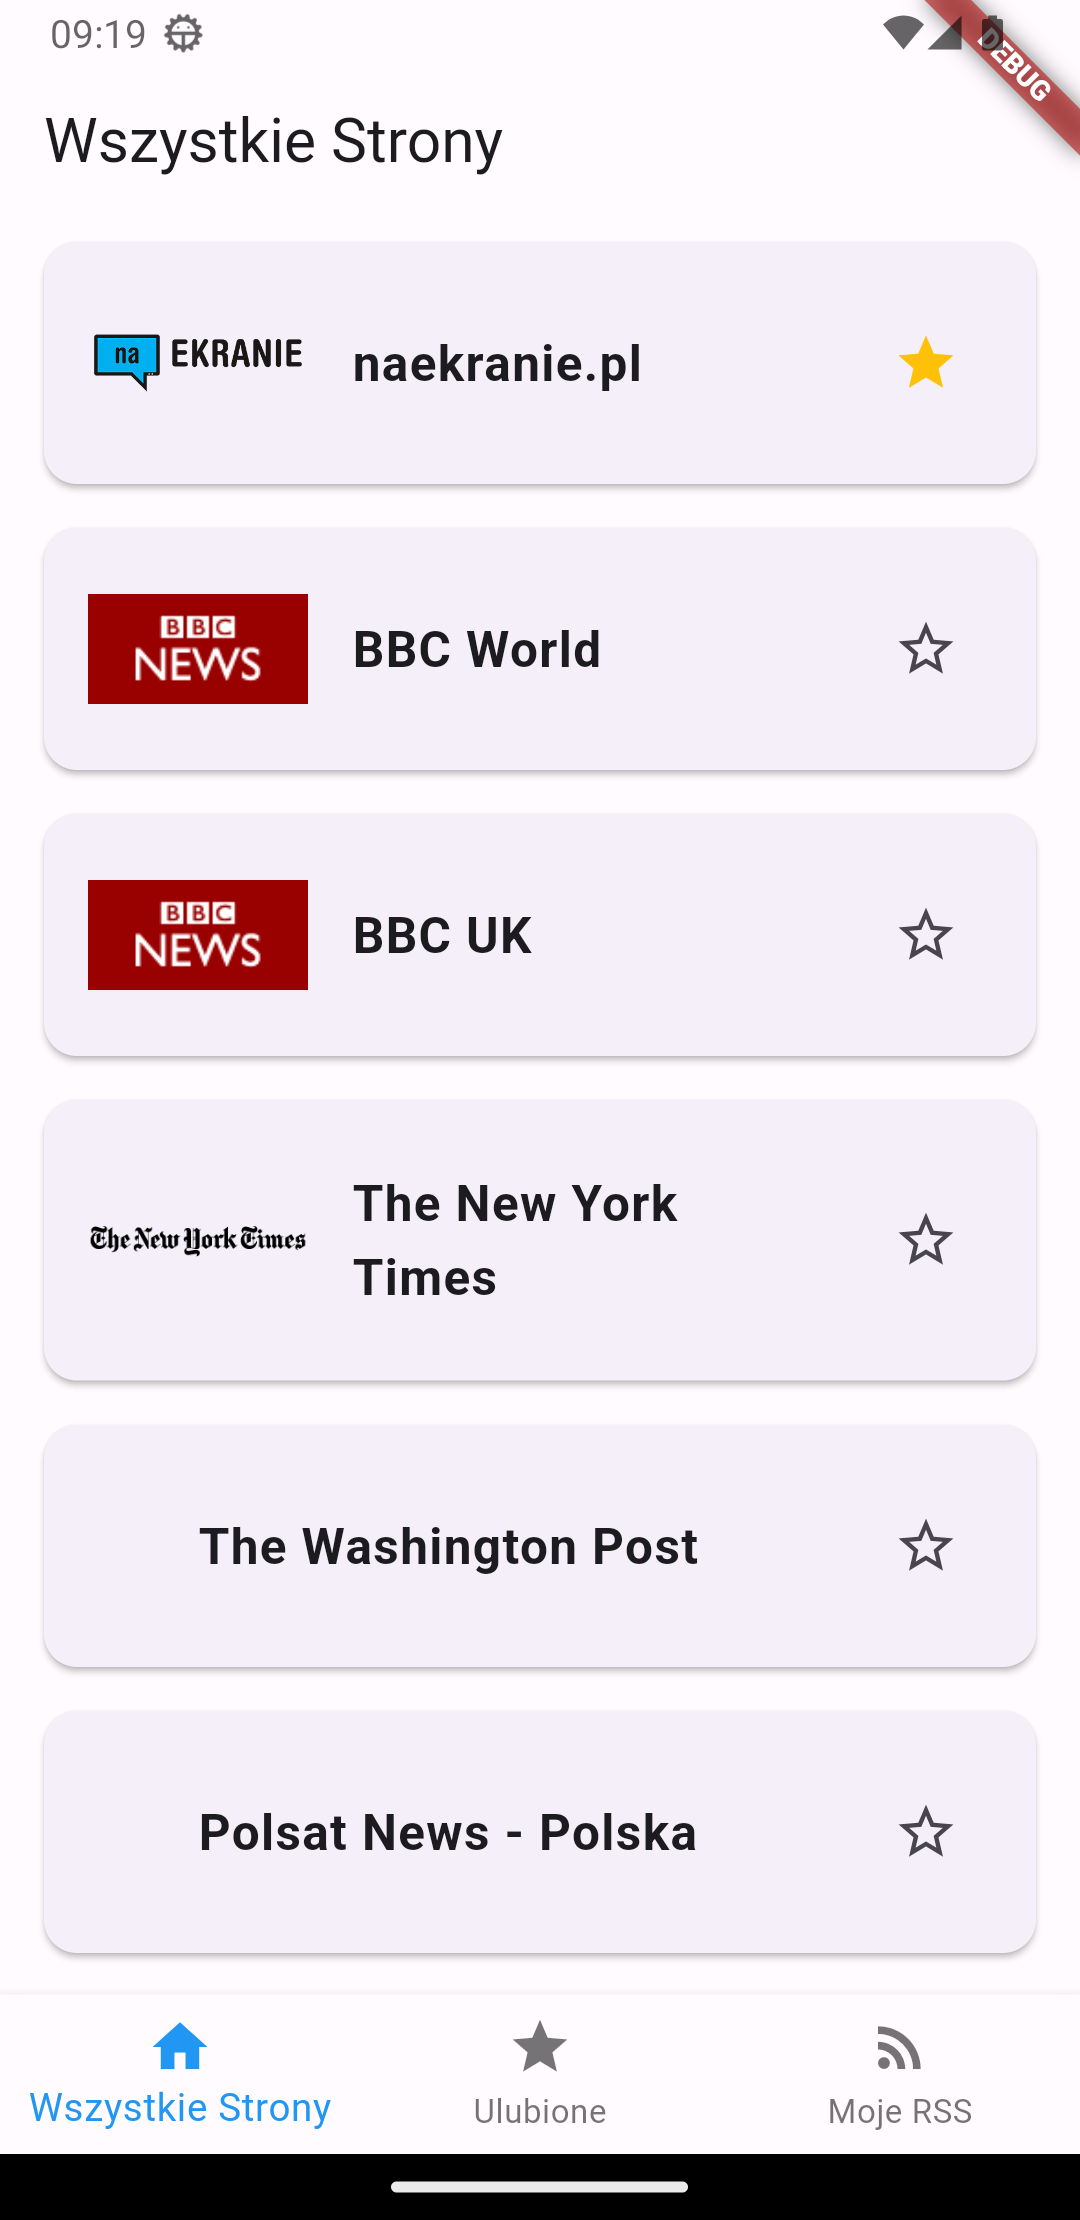 09:19
DEBUG
Wszystkie Strony
na EKRANIE
naekranie.pl
BBC
NEWS
BBC World
BBC
NEWS
BBC UK
The New York Times
The New York
Times
The Washington Post
Polsat News - Polska
Wszystkie Strony
Ulubione
Moje RSS